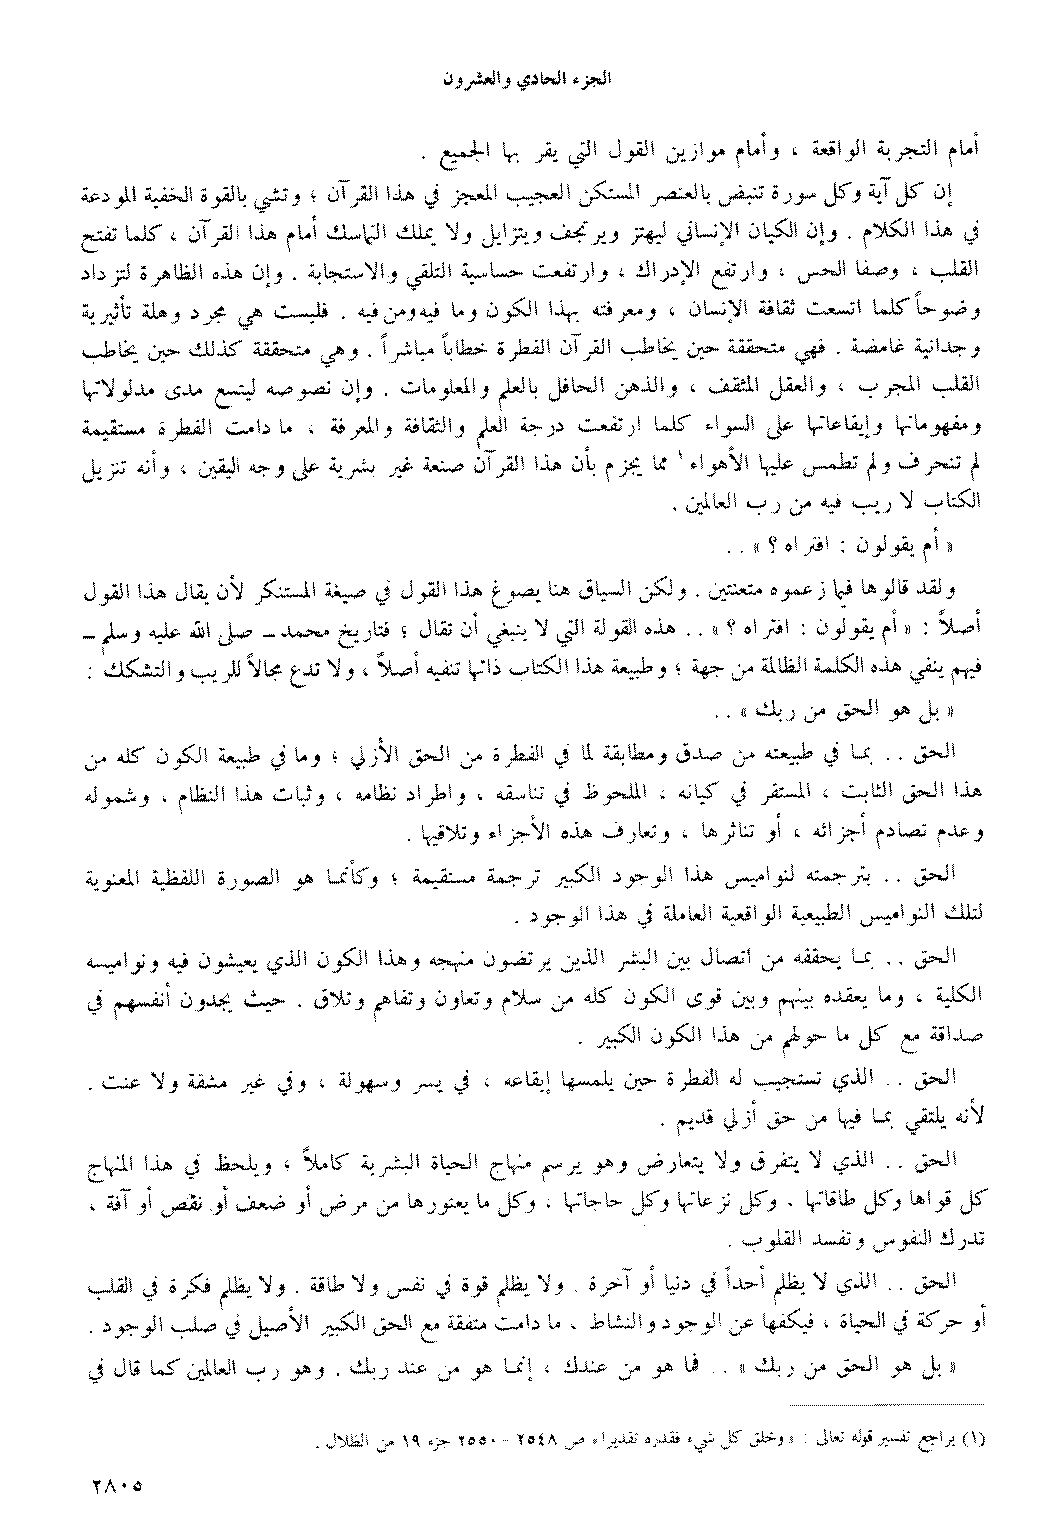 الجزء الحادي والعشرون
أمام التجربة الواقعة ، وأمام موازين القول التي يقر بها الجميع .
إن كل آية وكل سورة تنبض بالعنصر المستكن العجيب المعجز في هذا القرآن ؛ وتشي بالقوة الخفية المودعة
في هذا الكلام . وإن الكيان الإنساني ليهتز ويرتجف ويتزايل ولا يملك التماسك أمام هذا القرآن ، كلما تفتح
القلب ، وصفا الحس ، وارتفع الإدراك ، وارتفعت حساسية التلقي والاستجابة . وإن هذه الظاهرة لتزداد
وضوحاً كلما اتسعت ثقافة الإنسان ، ومعرفته بهذا الكون وما فيه ومن فيه . فليست هي مجرد وهلة تأثيرية
وجدانية غامضة . فهي متحققة حين يخاطب القرآن الفطرة خطاباً مباشراً . وهي متحققة كذلك حين يخاطب
القلب المجرب ، والعقل المثقف ، والذهن الحافل بالعلم والمعلومات . وإن نصوصه ليتسع مدى مدلولاتها
ومفهوماتها وإيقاعاتها على السواء كلما ارتفعت درجة العلم والثقافة والمعرفة ، ما دامت الفطرة مستقيمة
لم تنحرف ولم تطمس عليها الأهواء ١ مما يجزم بأن هذا القرآن صنعة غير بشرية على وجه اليقين ، وأنه تنزيل
الكتاب لا ريب فيه من رب العالمين .
« أم يقولون : افتراه ؟ » . .
ولقد قالوها فيما زعموه متعنتين . ولكن السياق هنا يصوغ هذا القول في صيغة المستنكر لأن يقال هذا القول
أصلاً : « أم يقولون : افتراه ؟ » . . هذه القولة التي لا ينبغي أن تقال ؛ فتاريخ محمد – صلى الله عليه وسلم –
فيهم ينفي هذه الكلمة الظالمة من جهة ؛ وطبيعة هذا الكتاب ذاتها تنفيه أصلاً ، ولا تدع مجالاً للريب والتشكك :
« بل هو الحق من ربك » . .
الحق . . بما في طبيعته من صدق ومطابقة لما في الفطرة من الحق الأزلي ؛ وما في طبيعة الكون كله من
هذا الحق الثابت ، المستقر في كيانه ، الملحوظ في تناسقه ، واطراد نظامه ، وثبات هذا النظام ، وشموله
وعدم تصادم أجزائه ، أو تناثرها ، وتعارف هذه الأجزاء وتلاقيها .
الحق . . بترجمته لنواميس هذا الوجود الكبير ترجمة مستقيمة ؛ وكأنما هو الصورة اللفظية المعنوية
لتلك النواميس الطبيعية الواقعية العاملة في هذا الوجود .
الحق . . بما يحققه من اتصال بين البشر الذين يرتضون منهجه وهذا الكون الذي يعيشون فيه ونواميسه
الكلية ، وما يعقده بينهم وبين قوى الكون كله من سلام وتعاون وتفاهم وتلاق . حيث يجدون أنفسهم في
صداقة مع كل ما حولهم من هذا الكون الكبير .
الحق . . الذي تستجيب له الفطرة حين يلمسها إيقاعه ، في يسر وسهولة ، وفي غير مشقة ولا عنت .
لأنه يلتقي بما فيها من حق أزلي قديم .
الحق . . الذي لا يتفرق ولا يتعارض وهو يرسم منهاج الحياة البشرية كاملاً ؛ ويلحظ في هذا المنهاج
كل قواها وكل طاقاتها . وكل نزعاتها وكل حاجاتها ، وكل ما يعتورها من مرض أو ضعف أو نقص أو آفة ،
تدرك النفوس وتفسد القلوب .
الحق . . الذي لا يظلم أحداً في دنيا أو آخرة . ولا يظلم قوة في نفس ولا طاقة . ولا يظلم فكرة في القلب
أو حركة في الحياة ، فيكفها عن الوجود والنشاط ، ما دامت متفقة مع الحق الكبير الأصيل في صلب الوجود .
« بل هو الحق من ربك » . . فما هو من عندك ، إنما هو من عند ربك . وهو رب العالمين كما قال في
(١) يراجع تفسير قوله تعالى : « وخلق كل شيء فقدره تقديرا » ص ٢٥٤٨ – ٢٥٥٠ جزء ١٩ من الظلال .
٢٨٠٥